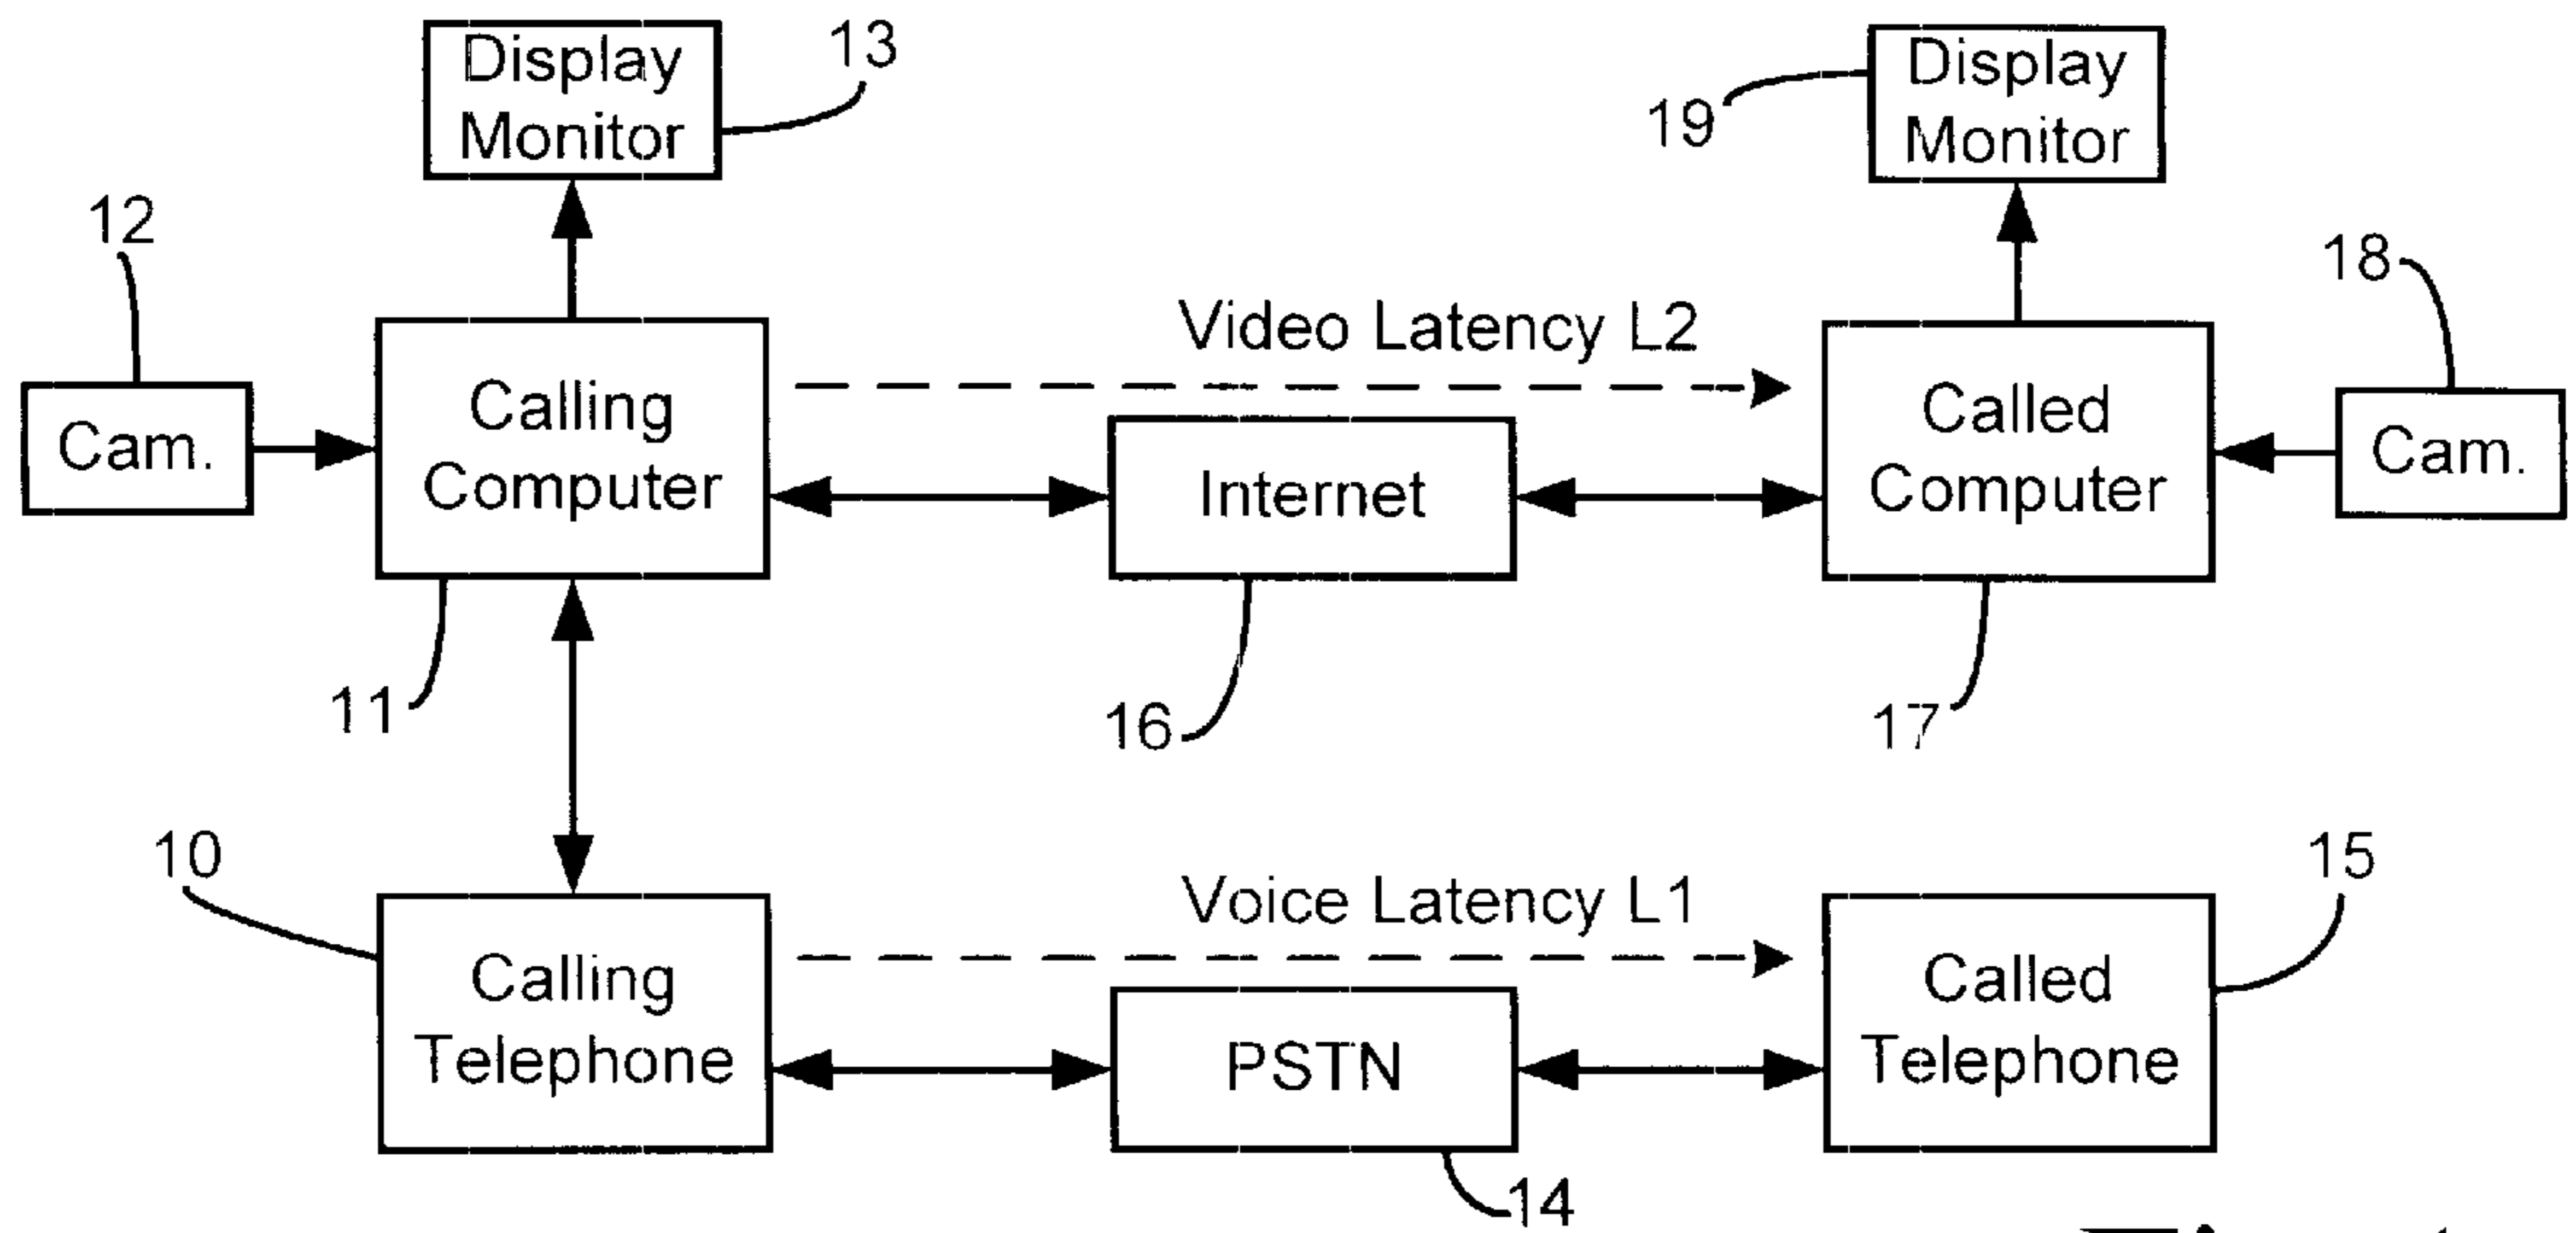 Display
Monitor
13
Display
Monitor
19
12
18
Cam.
Calling
Computer
Video Latency L2
Internet
Called
Computer
Cam.
11
16
17
10
Calling
Telephone
Voice Latency L1
PSTN
Called
Telephone
15
14